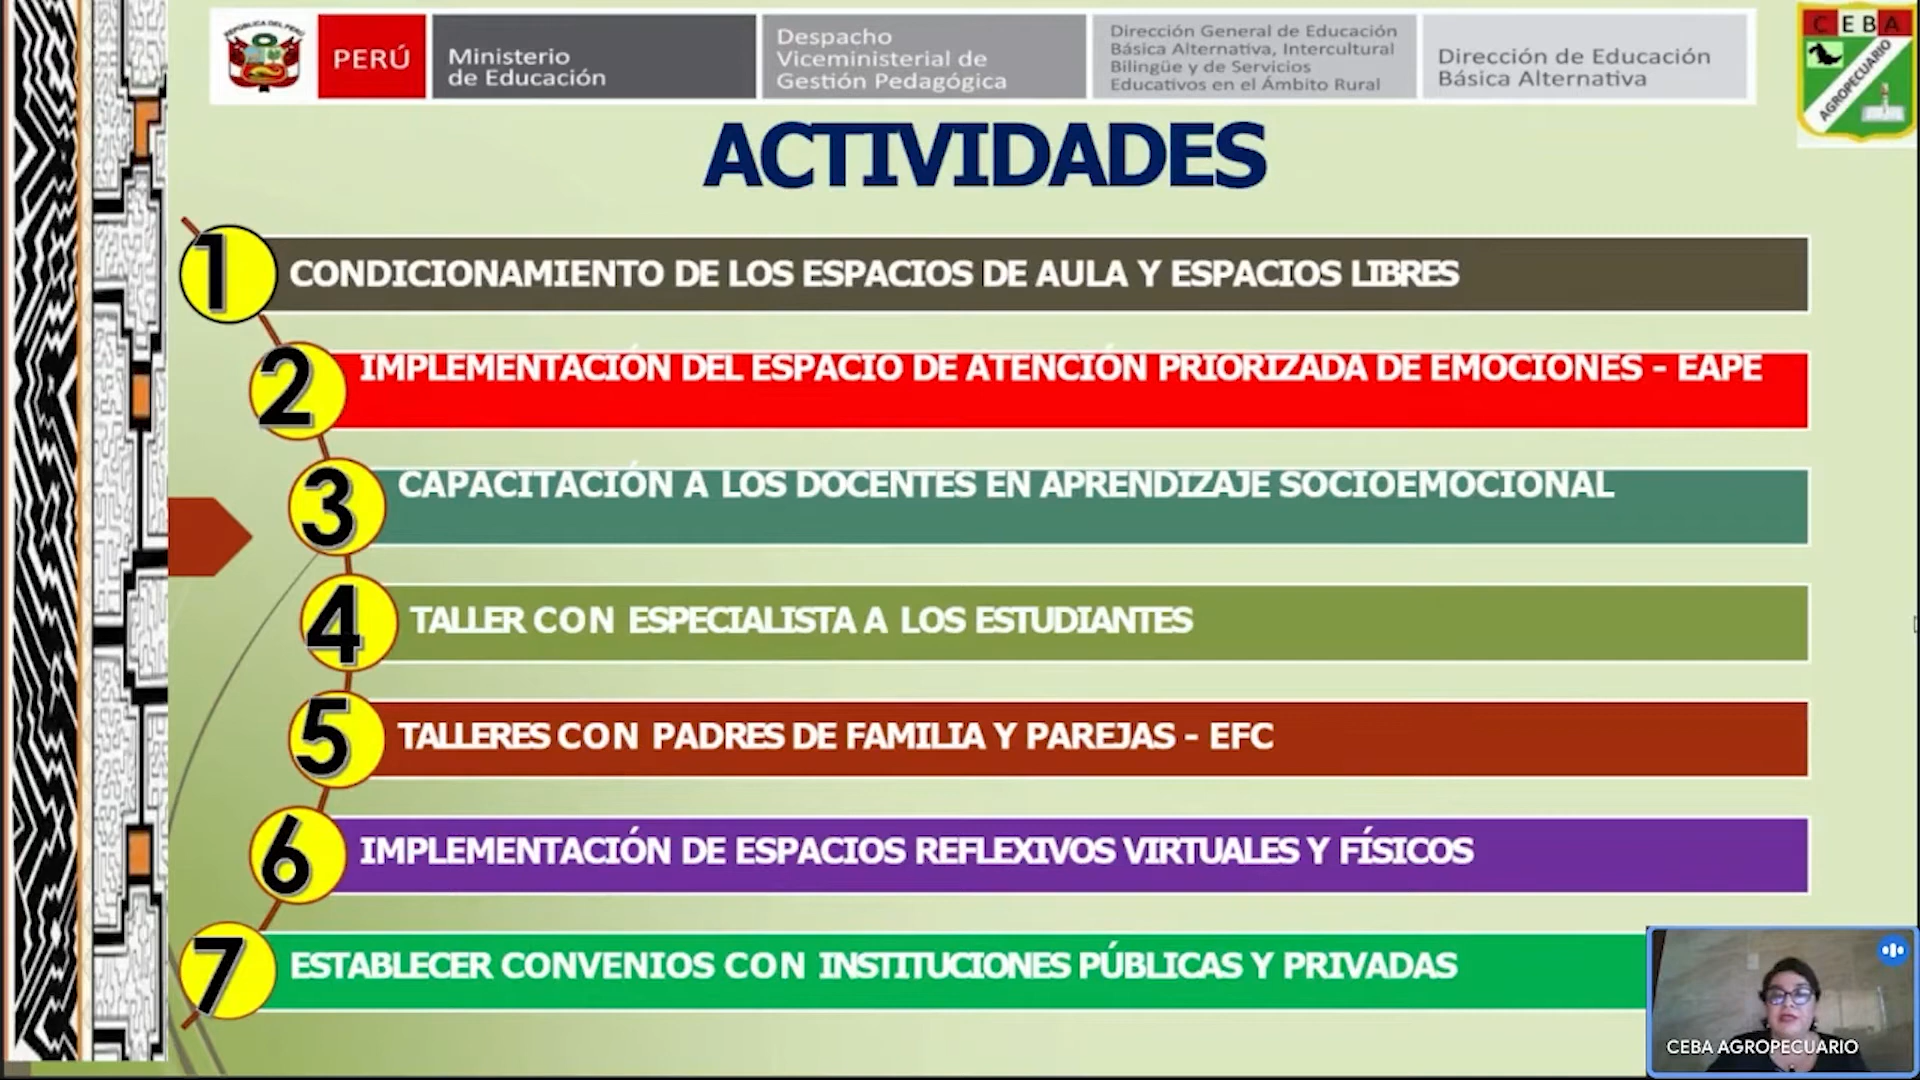 REPÚBLICA DEL PERÚ
PERÚ
Ministerio
de Educación
Despacho
Viceministerial de
Gestión Pedagógica
Dirección General de Educación
Básica Alternativa, Intercultural
Bilingüe y de Servicios
Educativos en el Ámbito Rural
Dirección de Educación
Básica Alternativa
CEBA
AGROPECUARIO
ACTIVIDADES
1 CONDICIONAMIENTO DE LOS ESPACIOS DE AULA Y ESPACIOS LIBRES
2 IMPLEMENTACIÓN DEL ESPACIO DE ATENCIÓN PRIORIZADA DE EMOCIONES - EAPE
3 CAPACITACIÓN A LOS DOCENTES EN APRENDIZAJE SOCIOEMOCIONAL
4 TALLER CON ESPECIALISTA A LOS ESTUDIANTES
5 TALLERES CON PADRES DE FAMILIA Y PAREJAS - EFC
6 IMPLEMENTACIÓN DE ESPACIOS REFLEXIVOS VIRTUALES Y FÍSICOS
7 ESTABLECER CONVENIOS CON INSTITUCIONES PÚBLICAS Y PRIVADAS
CEBA AGROPECUARIO